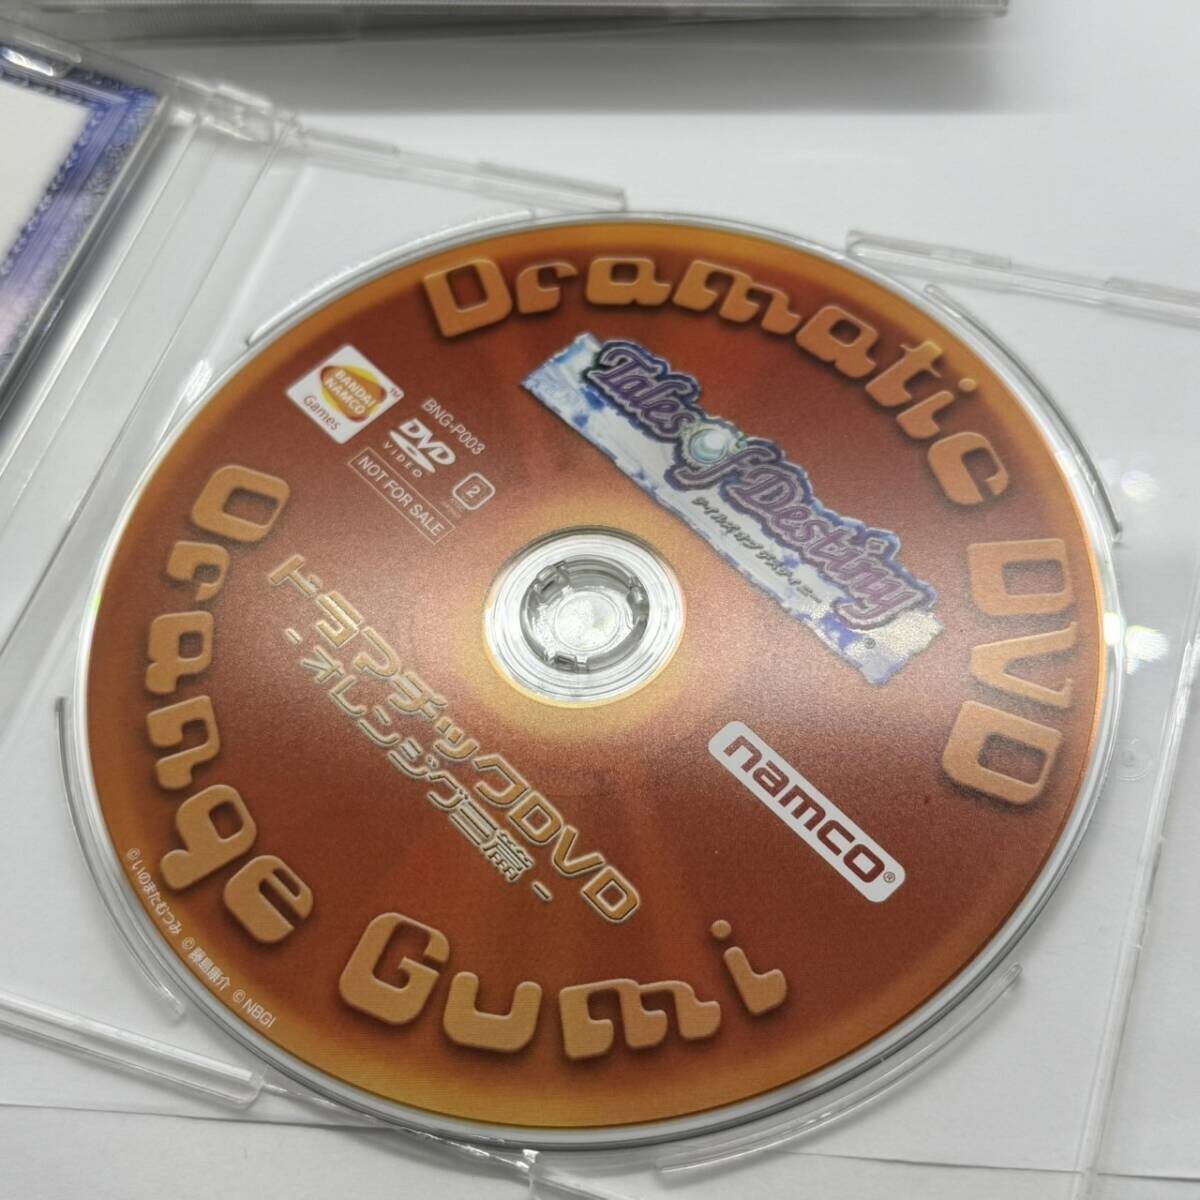 Dramatic DVD
Tales of Destiny
テイルズ オブ デスティニー
®
BANDAI
NAMCO
Games
™
BNG-P003
DVD
VIDEO
2
NOT FOR SALE
ドラマチックDVD
- オレンジグミ篇 -
namco®
Orange Gumi
©いのまたむつみ ©藤島康介 ©NBGI